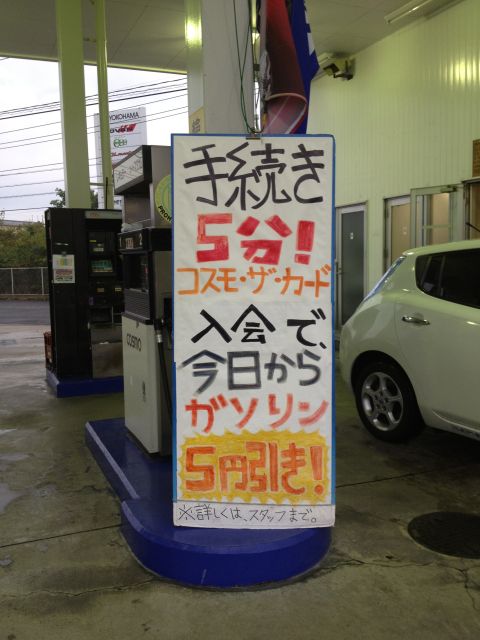 手続き
5分!
コスモ・ザ・カード
入会で、
今日から
ガソリン
5円引き!
※詳しくは、スタッフまで。
YOKOHAMA
COSMO